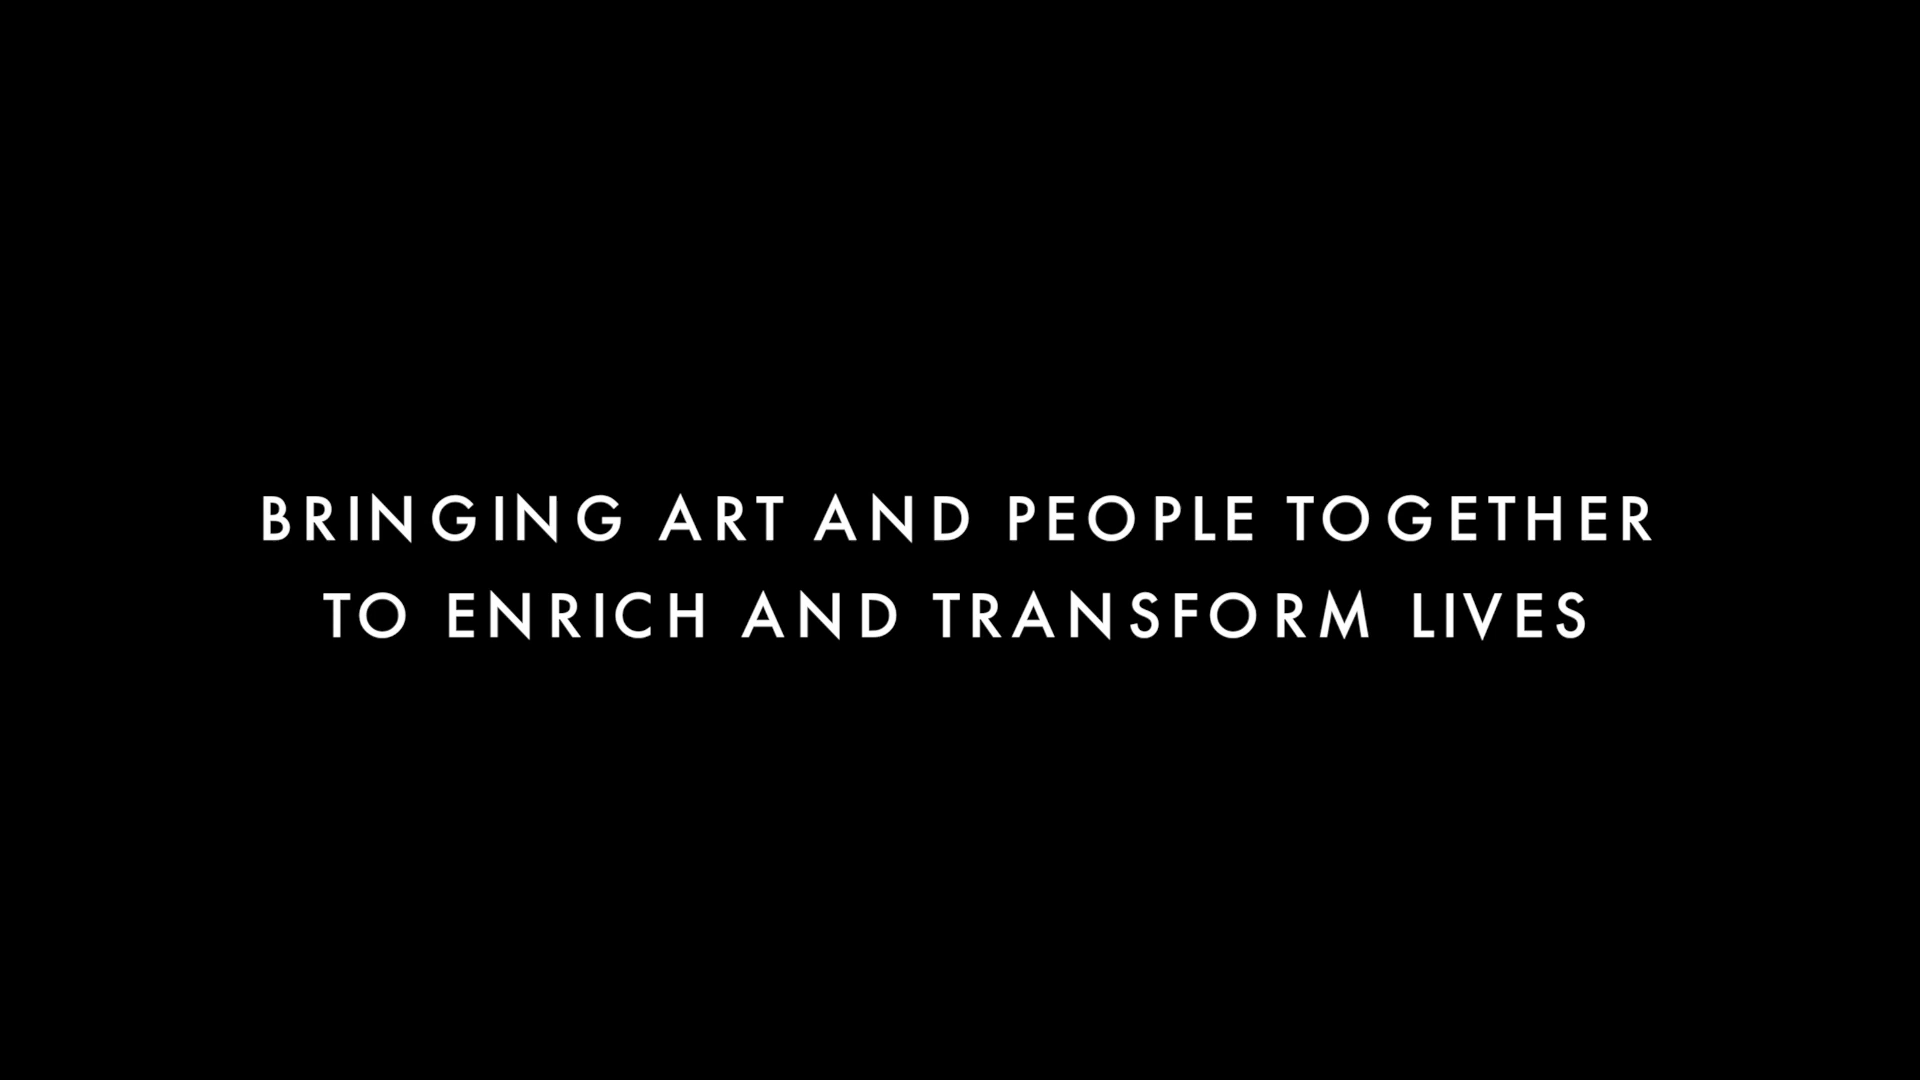 BRINGING ART AND PEOPLE TOGETHER
TO ENRICH AND TRANSFORM LIVES